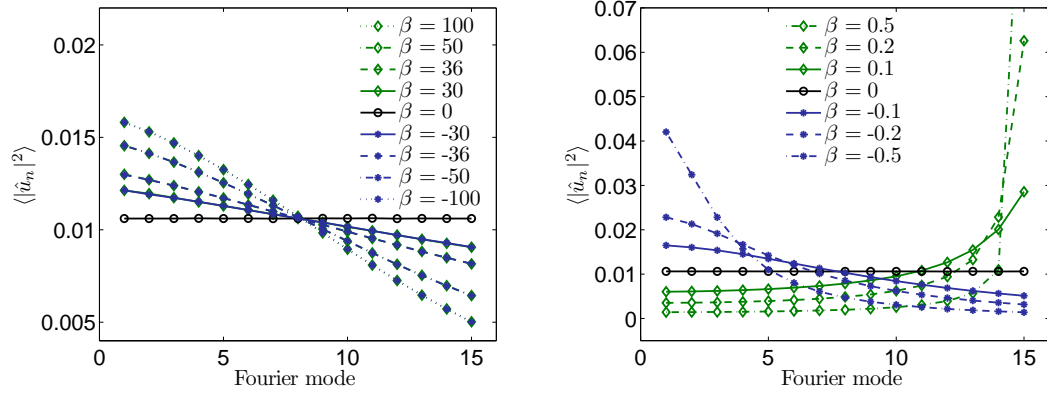 0.02
0.015
0.01
0.005
⟨|û_n|²⟩
0
5
10
15
Fourier mode
β = 100
β = 50
β = 36
β = 30
β = 0
β = -30
β = -36
β = -50
β = -100
0.07
0.06
0.05
0.04
0.03
0.02
0.01
0
⟨|û_n|²⟩
0
5
10
15
Fourier mode
β = 0.5
β = 0.2
β = 0.1
β = 0
β = -0.1
β = -0.2
β = -0.5